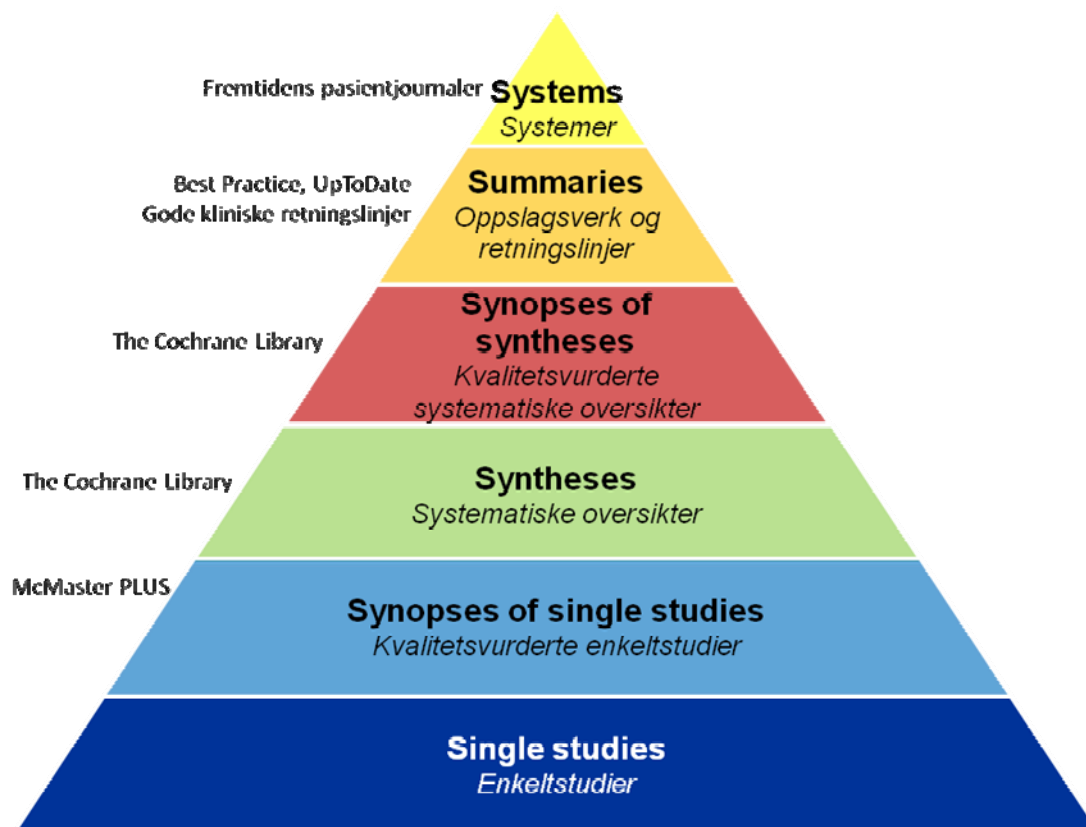 Fremtidens pasientjournaler
Systems
Systemer
Best Practice, UpToDate
Gode kliniske retningslinjer
Summaries
Oppslagsverk og
retningslinjer
The Cochrane Library
Synopses of
syntheses
Kvalitetsvurderte
systematiske oversikter
The Cochrane Library
Syntheses
Systematiske oversikter
McMaster PLUS
Synopses of single studies
Kvalitetsvurderte enkeltstudier
Single studies
Enkeltstudier